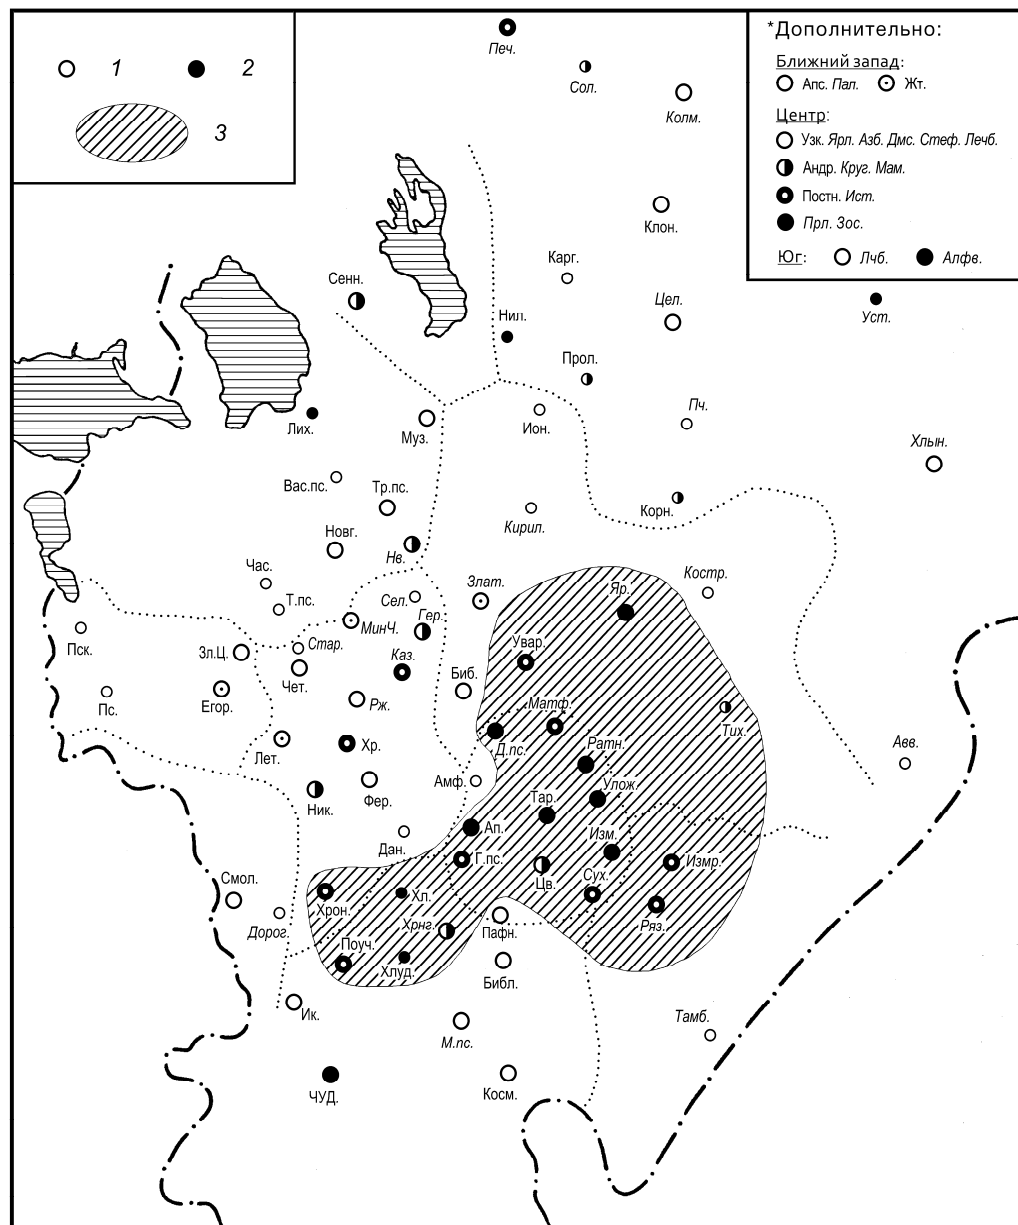 1
2
3
*Дополнительно:
Ближний запад:
Апс. Пал.
Жт.
Центр:
Узк. Ярл. Азб. Дмс. Стеф. Лечб.
Андр. Круг. Мам.
Постн. Ист.
Прл. Зос.
Юг:
Лчб.
Алфв.
Печ.
Сол.
Колм.
Клон.
Карг.
Сенн.
Цел.
Уст.
Нил.
Прол.
Лих.
Муз.
Ион.
Пч.
Хлын.
Вас.пс.
Тр.пс.
Кирил.
Корн.
Новг.
Нв.
Час.
Злат.
Костр.
Т.пс.
Сел.
Яр.
МинЧ.
Гер.
Пск.
Зл.Ц.
Стар.
Увар.
Чет.
Каз.
Биб.
Пс.
Егор.
Рж.
Матф.
Тих.
Лет.
Хр.
Д.пс.
Ратн.
Авв.
Амф.
Улож.
Ник.
Фер.
Тар.
Ап.
Дан.
Изм.
Г.пс.
Измр.
Смол.
Цв.
Сух.
Хрон.
Хл.
Дорог.
Хрнг.
Пафн.
Ряз.
Поуч.
Хлуд.
Библ.
Ик.
М.пс.
Тамб.
ЧУД.
Косм.